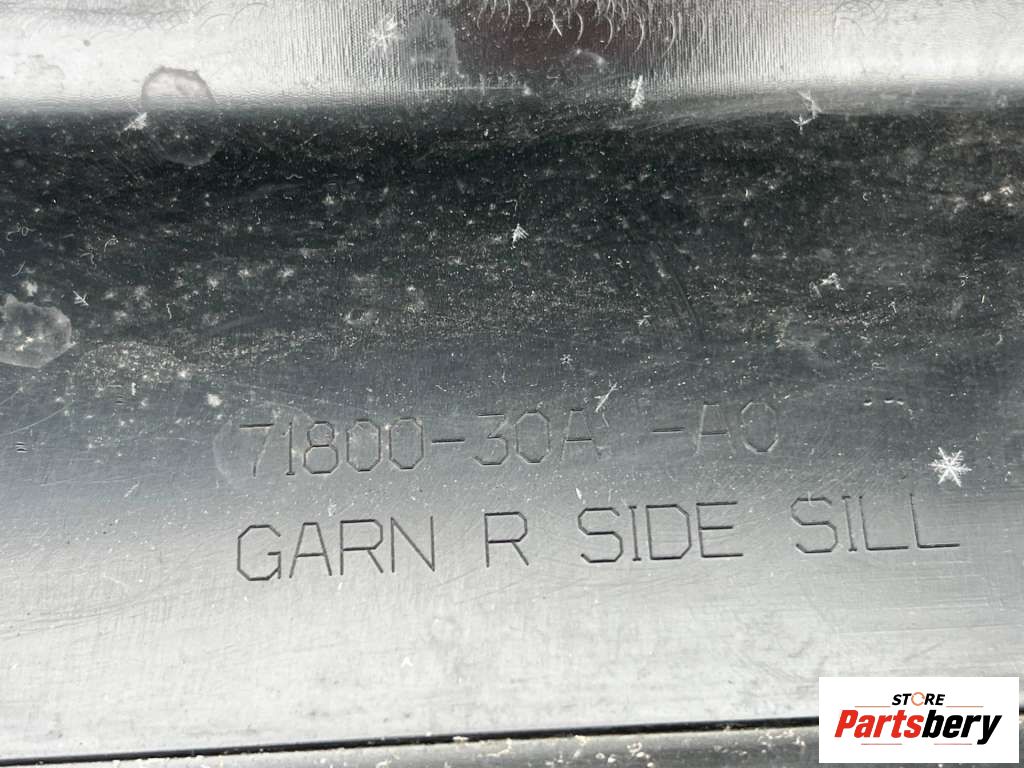 71800-30A -A0
GARN R SIDE SILL
STORE
Partsbery